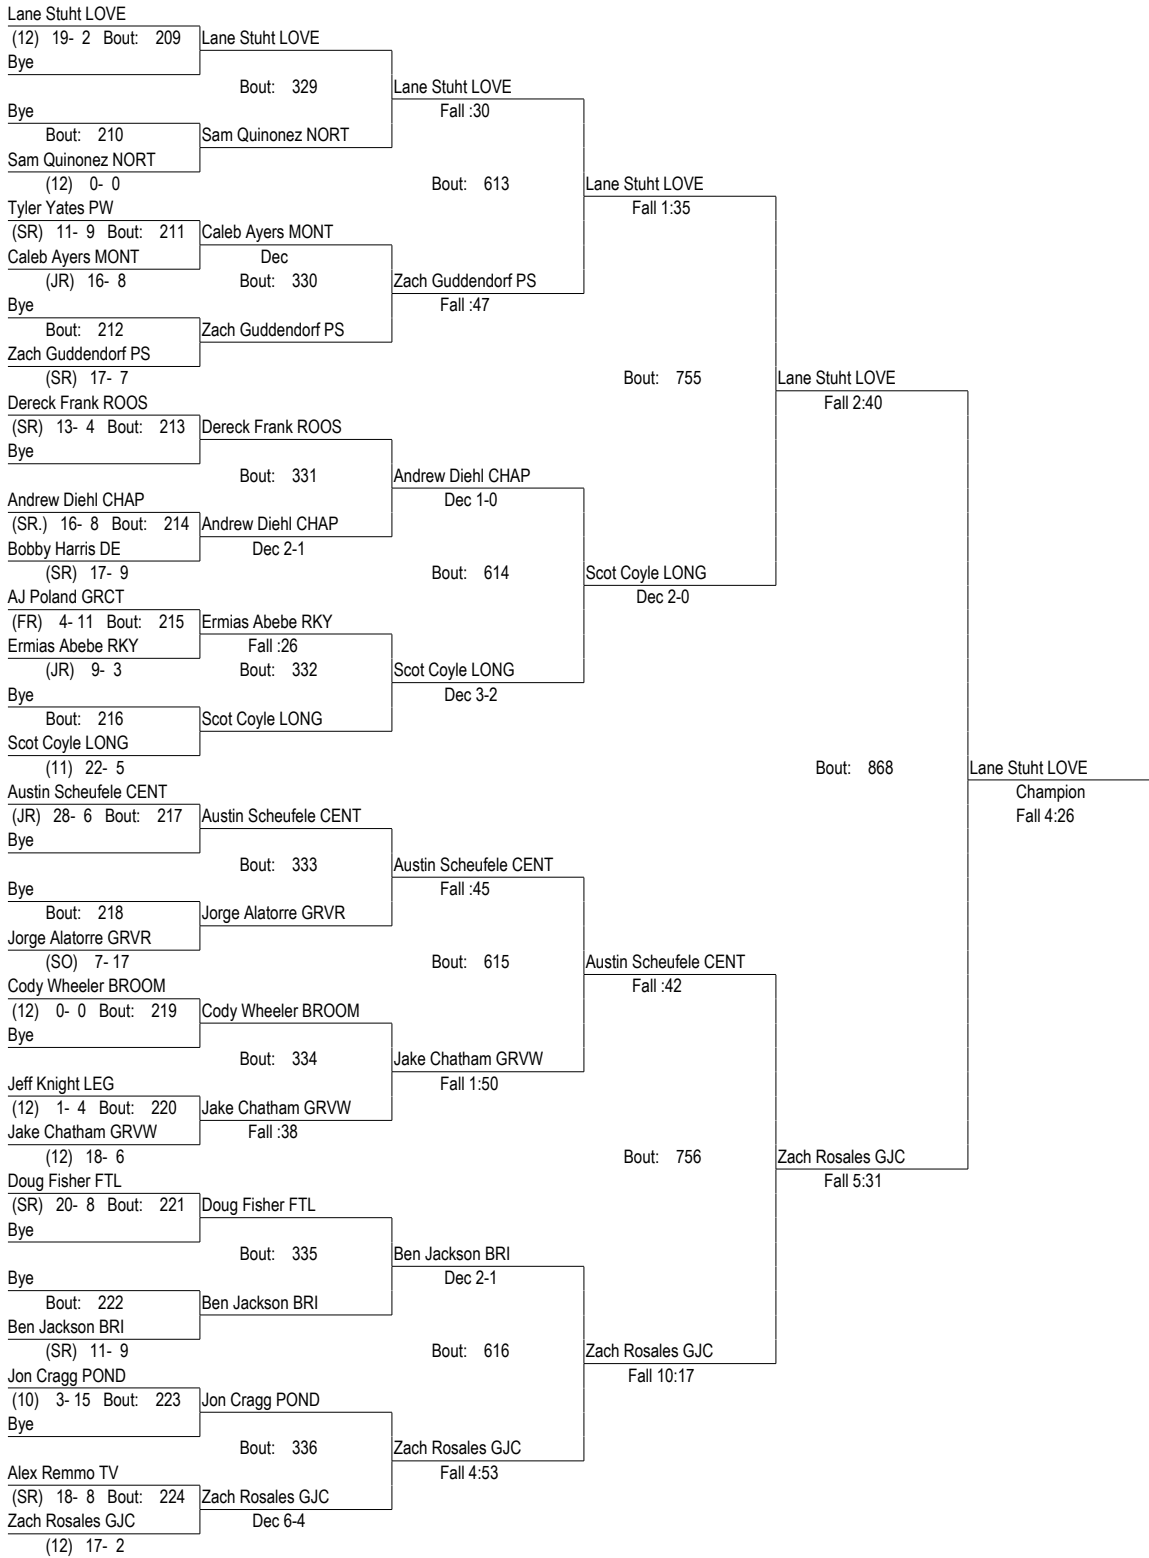 Lane Stuht LOVE
(12) 19- 2 Bout: 209 Lane Stuht LOVE
Bye
Bout: 329 Lane Stuht LOVE
Bye Fall :30
Bout: 210 Sam Quinonez NORT
Sam Quinonez NORT
(12) 0- 0 Bout: 613 Lane Stuht LOVE
Tyler Yates PW Fall 1:35
(SR) 11- 9 Bout: 211 Caleb Ayers MONT
Caleb Ayers MONT Dec
(JR) 16- 8 Bout: 330 Zach Guddendorf PS
Bye Fall :47
Bout: 212 Zach Guddendorf PS
Zach Guddendorf PS
(SR) 17- 7 Bout: 755 Lane Stuht LOVE
Dereck Frank ROOS Fall 2:40
(SR) 13- 4 Bout: 213 Dereck Frank ROOS
Bye
Bout: 331 Andrew Diehl CHAP
Andrew Diehl CHAP Dec 1-0
(SR.) 16- 8 Bout: 214 Andrew Diehl CHAP
Bobby Harris DE Dec 2-1
(SR) 17- 9 Bout: 614 Scot Coyle LONG
AJ Poland GRCT Dec 2-0
(FR) 4- 11 Bout: 215 Ermias Abebe RKY
Ermias Abebe RKY Fall :26
(JR) 9- 3 Bout: 332 Scot Coyle LONG
Bye Dec 3-2
Bout: 216 Scot Coyle LONG
Scot Coyle LONG
(11) 22- 5 Bout: 868 Lane Stuht LOVE
Austin Scheufele CENT Champion
(JR) 28- 6 Bout: 217 Austin Scheufele CENT Fall 4:26
Bye
Bout: 333 Austin Scheufele CENT
Bye Fall :45
Bout: 218 Jorge Alatorre GRVR
Jorge Alatorre GRVR
(SO) 7- 17 Bout: 615 Austin Scheufele CENT
Cody Wheeler BROOM Fall :42
(12) 0- 0 Bout: 219 Cody Wheeler BROOM
Bye
Bout: 334 Jake Chatham GRVW
Jeff Knight LEG Fall 1:50
(12) 1- 4 Bout: 220 Jake Chatham GRVW
Jake Chatham GRVW Fall :38
(12) 18- 6 Bout: 756 Zach Rosales GJC
Doug Fisher FTL Fall 5:31
(SR) 20- 8 Bout: 221 Doug Fisher FTL
Bye
Bout: 335 Ben Jackson BRI
Bye Dec 2-1
Bout: 222 Ben Jackson BRI
Ben Jackson BRI
(SR) 11- 9 Bout: 616 Zach Rosales GJC
Jon Cragg POND Fall 10:17
(10) 3- 15 Bout: 223 Jon Cragg POND
Bye
Bout: 336 Zach Rosales GJC
Alex Remmo TV Fall 4:53
(SR) 18- 8 Bout: 224 Zach Rosales GJC
Zach Rosales GJC Dec 6-4
(12) 17- 2